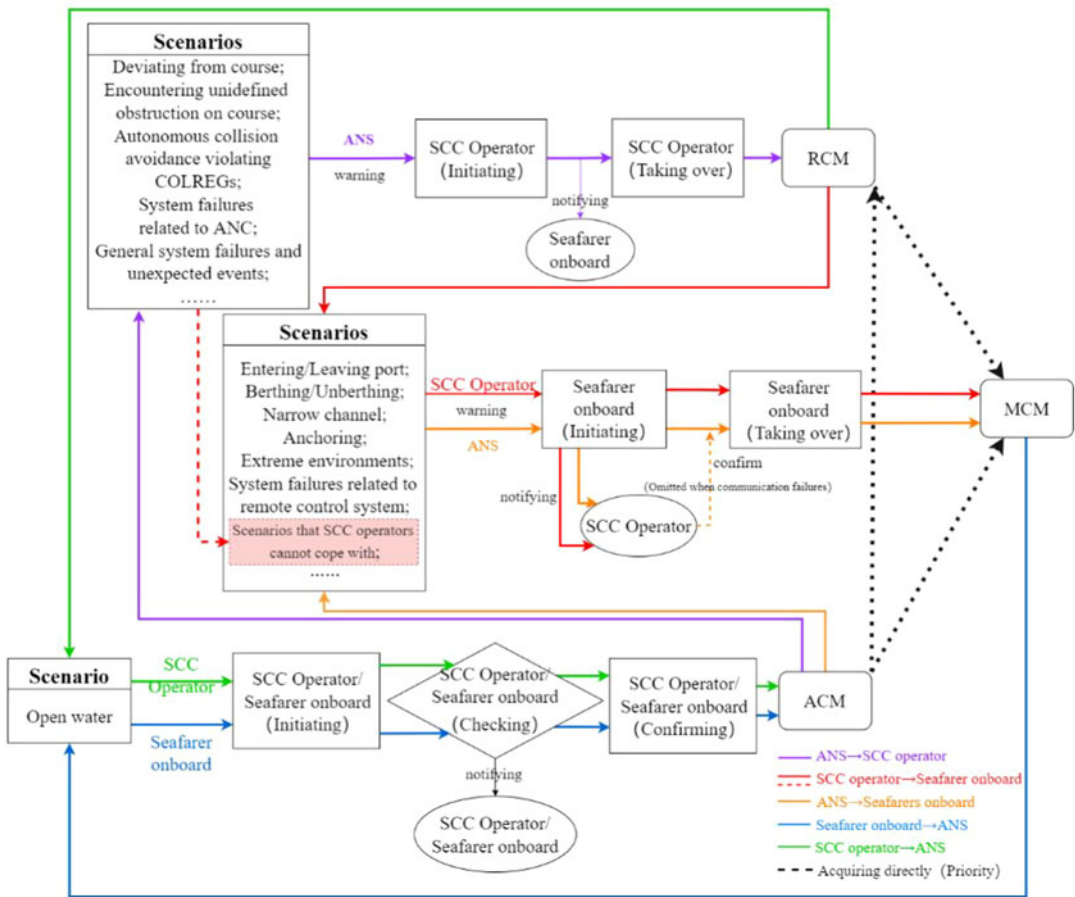 Scenarios
Deviating from course;
Encountering unidefined
obstruction on course;
Autonomous collision
avoidance violating
COLREGs;
System failures
related to ANC;
General system failures and
unexpected events;
......
ANS
warning
SCC Operator
(Initiating)
notifying
Seafarer
onboard
SCC Operator
(Taking over)
RCM
Scenarios
Entering/Leaving port;
Berthing/Unberthing;
Narrow channel;
Anchoring;
Extreme environments;
System failures related to
remote control system;
Scenarios that SCC operators
cannot cope with;
......
SCC Operator
warning
ANS
Seafarer
onboard
(Initiating)
notifying
SCC Operator
confirm
(Omitted when communication failures)
Seafarer
onboard
(Taking over)
MCM
Scenario
Open water
SCC
Operator
Seafarer
onboard
SCC Operator/
Seafarer onboard
(Initiating)
SCC Operator/
Seafarer onboard
(Checking)
notifying
SCC Operator/
Seafarer onboard
SCC Operator/
Seafarer onboard
(Confirming)
ACM
ANS→SCC operator
SCC operator→Seafarer onboard
ANS→Seafarers onboard
Seafarer onboard→ANS
SCC operator→ANS
Acquiring directly (Priority)